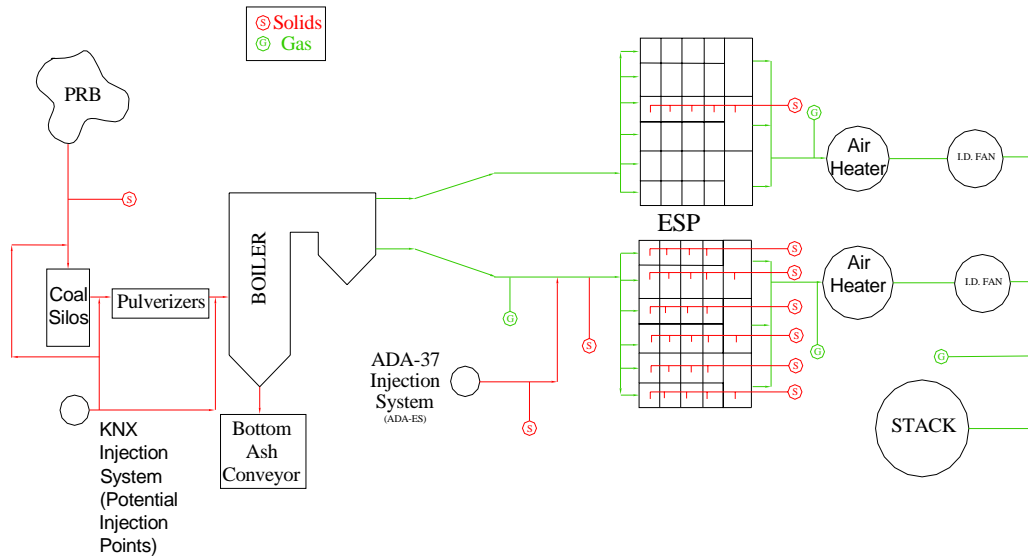 S Solids
G Gas
PRB
S
Coal
Silos
Pulverizers
BOILER
KNX
Injection
System
(Potential
Injection
Points)
Bottom
Ash
Conveyor
ADA-37
Injection
System
(ADA-ES)
S
G
S
S
ESP
G
Air
Heater
I.D. FAN
S
S
S
S
S
S
Air
Heater
I.D. FAN
G
G
STACK